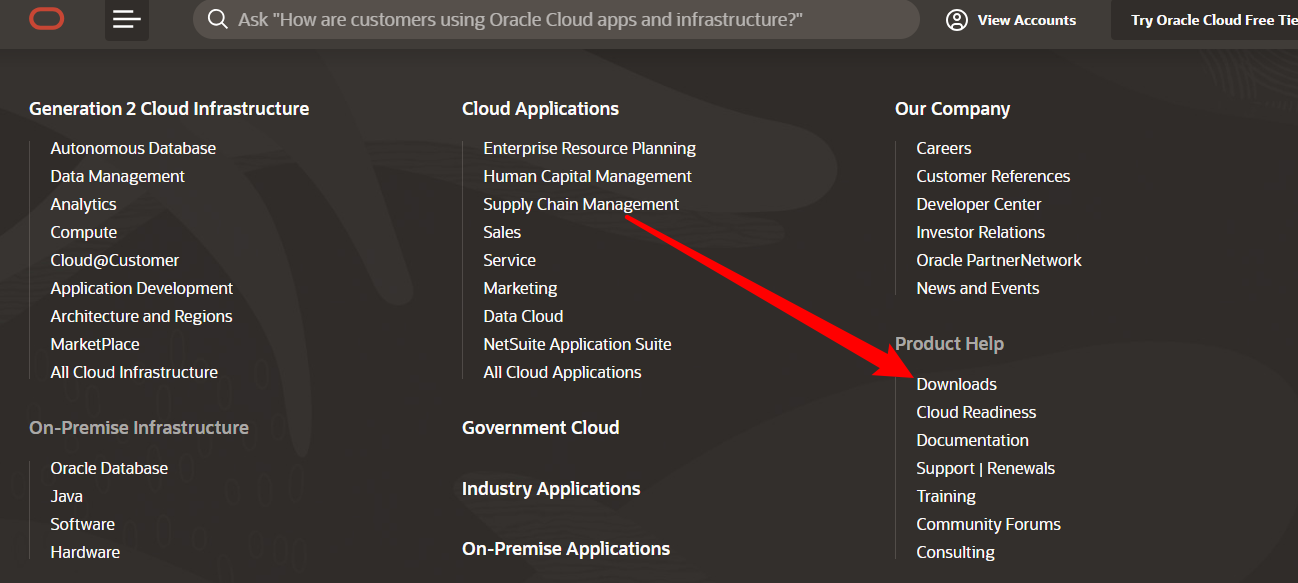 Ask "How are customers using Oracle Cloud apps and infrastructure?"
View Accounts
Try Oracle Cloud Free Tie
Generation 2 Cloud Infrastructure
Autonomous Database
Data Management
Analytics
Compute
Cloud@Customer
Application Development
Architecture and Regions
MarketPlace
All Cloud Infrastructure
On-Premise Infrastructure
Oracle Database
Java
Software
Hardware
Cloud Applications
Enterprise Resource Planning
Human Capital Management
Supply Chain Management
Sales
Service
Marketing
Data Cloud
NetSuite Application Suite
All Cloud Applications
Government Cloud
Industry Applications
On-Premise Applications
Our Company
Careers
Customer References
Developer Center
Investor Relations
Oracle PartnerNetwork
News and Events
Product Help
Downloads
Cloud Readiness
Documentation
Support | Renewals
Training
Community Forums
Consulting